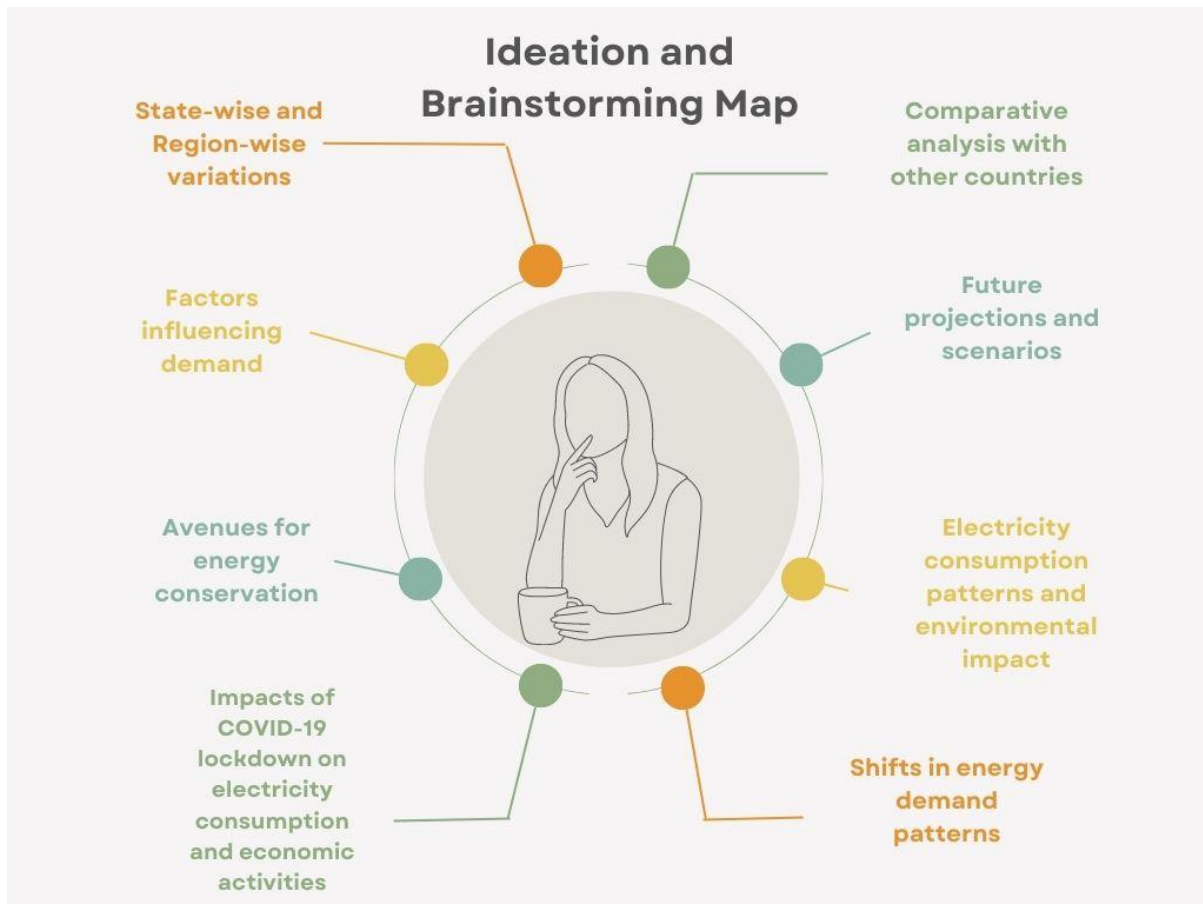 Ideation and
Brainstorming Map
State-wise and
Region-wise
variations
Factors
influencing
demand
Avenues for
energy
conservation
Impacts of
COVID-19
lockdown on
electricity
consumption
and economic
activities
Comparative
analysis with
other countries
Future
projections and
scenarios
Electricity
consumption
patterns and
environmental
impact
Shifts in energy
demand
patterns